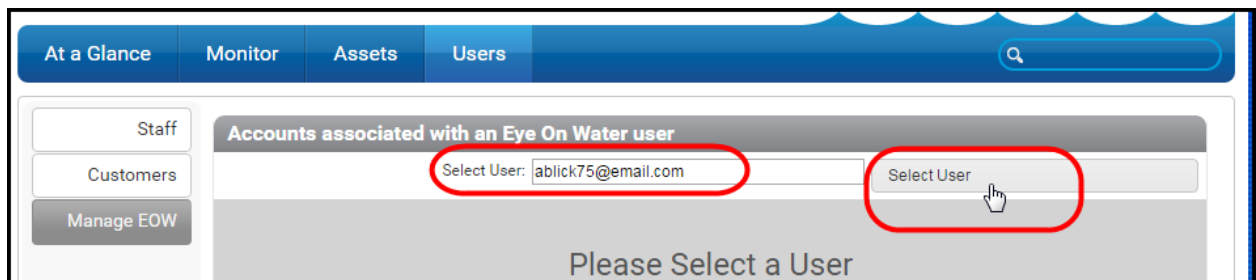 At a Glance Monitor Assets Users
Staff
Customers
Manage EOW
Accounts associated with an Eye On Water user
Select User: ablick75@email.com Select User
Please Select a User